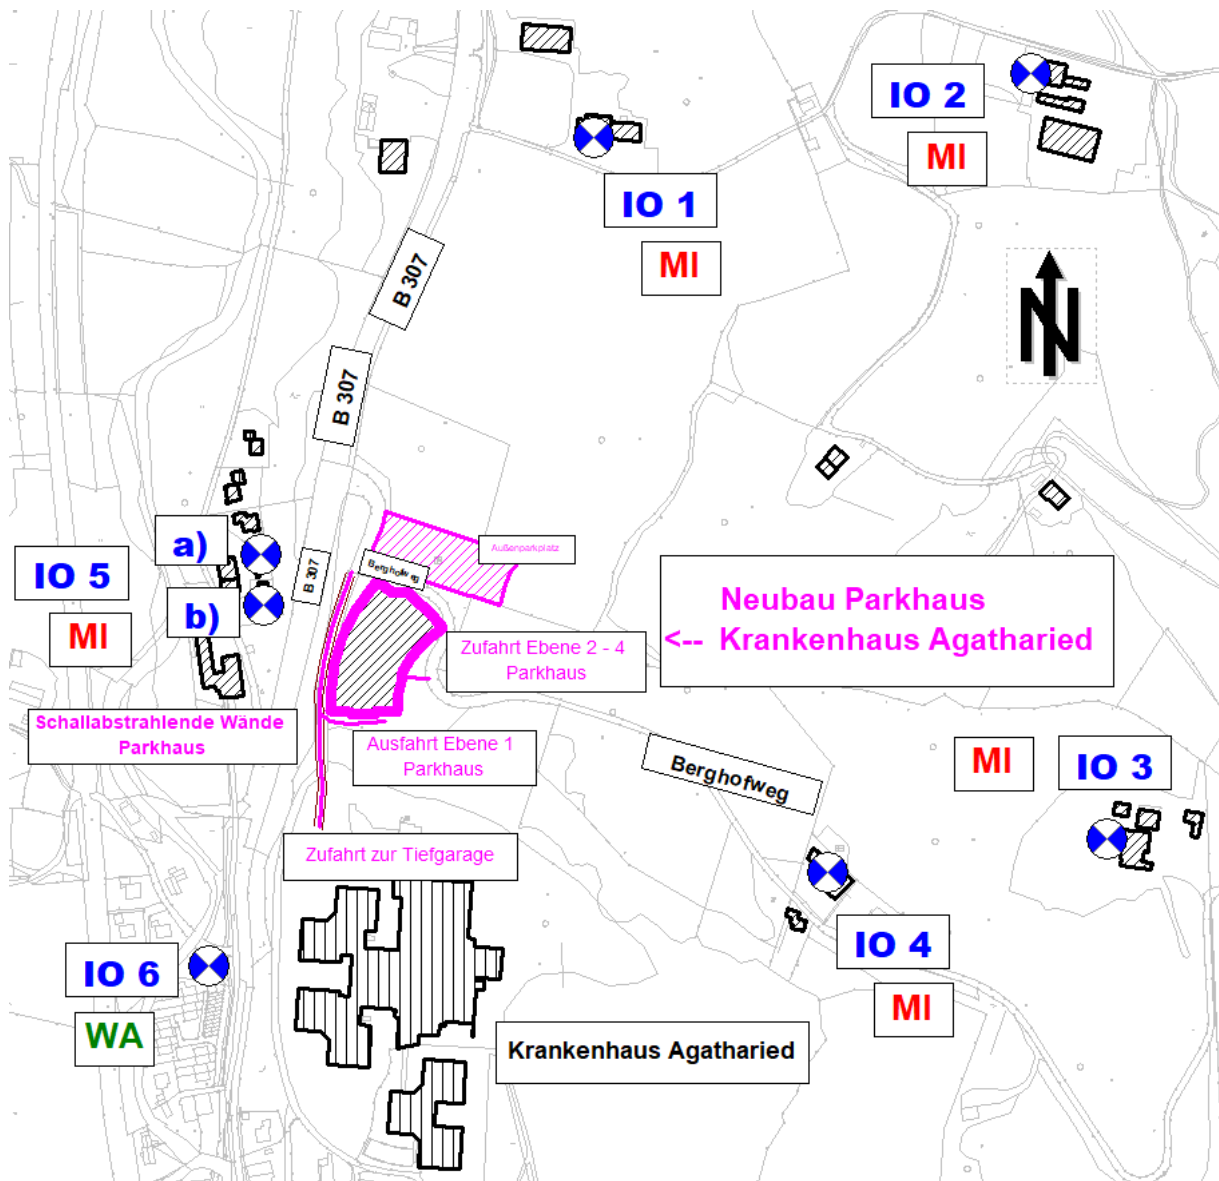 IO 2
MI
IO 1
MI
B 307
N
B 307
a)
IO 5
b)
MI
B 307
Berghofweg
Außenparkplatz
Neubau Parkhaus
<-- Krankenhaus Agatharied
Zufahrt Ebene 2 - 4
Parkhaus
Schallabstrahlende Wände
Parkhaus
Ausfahrt Ebene 1
Parkhaus
Berghofweg
MI
IO 3
Zufahrt zur Tiefgarage
IO 4
MI
IO 6
WA
Krankenhaus Agatharied